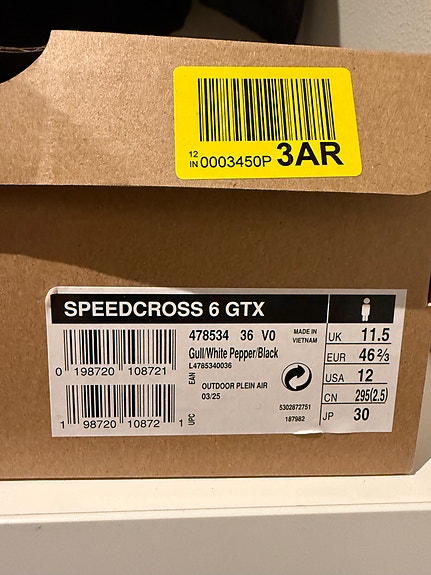 12
IN 0003450P 3AR
SPEEDCROSS 6 GTX
478534 36 V0
MADE IN
VIETNAM
Gull/White Pepper/Black
L4785340036
EAN
0 198720 108721
OUTDOOR PLEIN AIR
03/25
5302872751
187982
UPC
1 98720 10872 1
UK 11.5
EUR 46 2/3
USA 12
CN 295(2.5)
JP 30